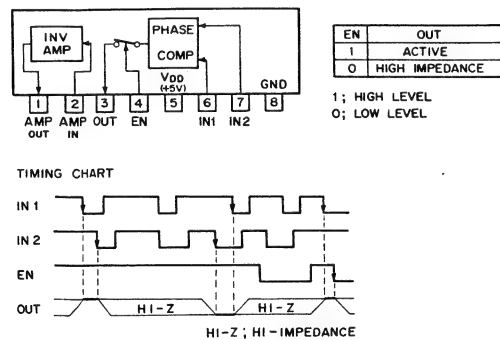 INV
AMP
PHASE
COMP
VDD
(+5V)
GND
1 2 3 4 5 6 7 8
AMP
OUT
AMP
IN
OUT EN IN1 IN2
EN OUT
1 ACTIVE
0 HIGH IMPEDANCE
1; HIGH LEVEL
0; LOW LEVEL
TIMING CHART
IN 1
IN 2
EN
OUT HI-Z HI-Z
HI-Z ; HI-IMPEDANCE